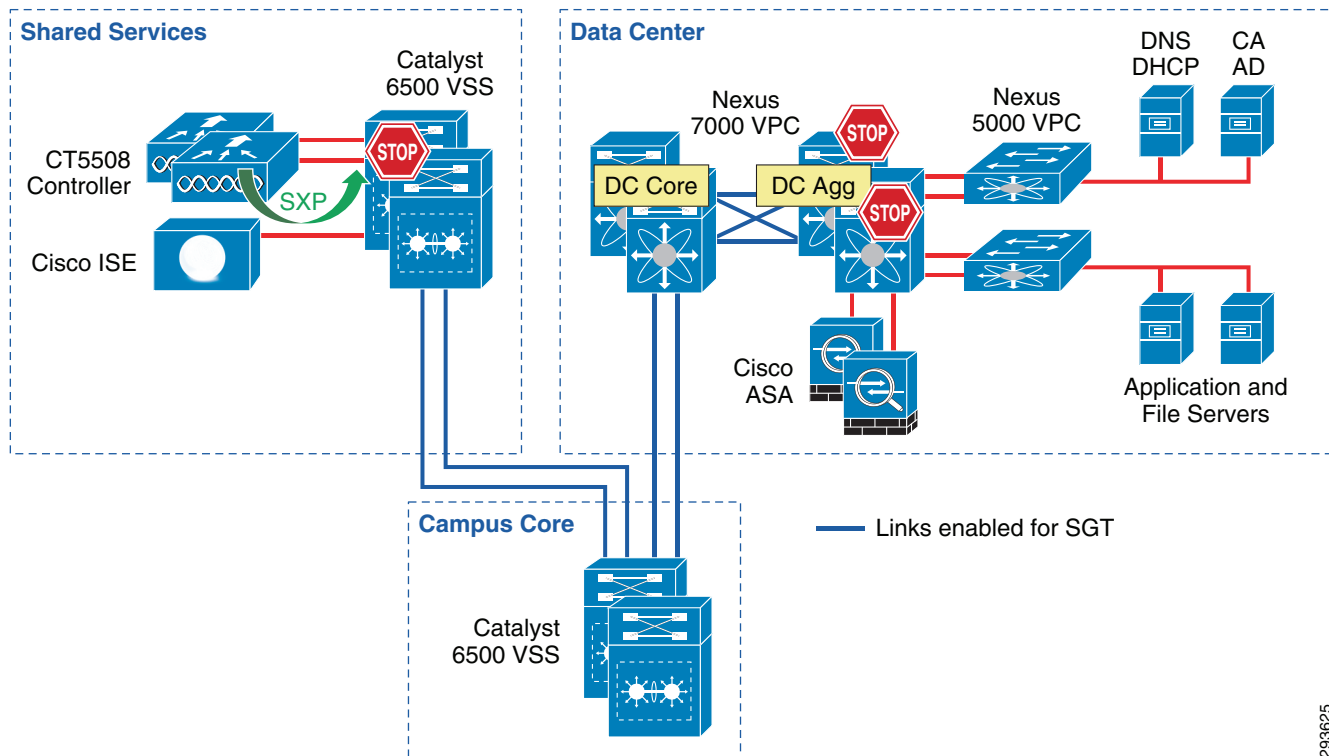 Shared Services
Catalyst
6500 VSS
CT5508
Controller
STOP
SXP
Cisco ISE
Data Center
DNS
DHCP
CA
AD
Nexus
7000 VPC
Nexus
5000 VPC
STOP
DC Core
DC Agg
STOP
Cisco
ASA
Application and
File Servers
Campus Core
Links enabled for SGT
Catalyst
6500 VSS
293625